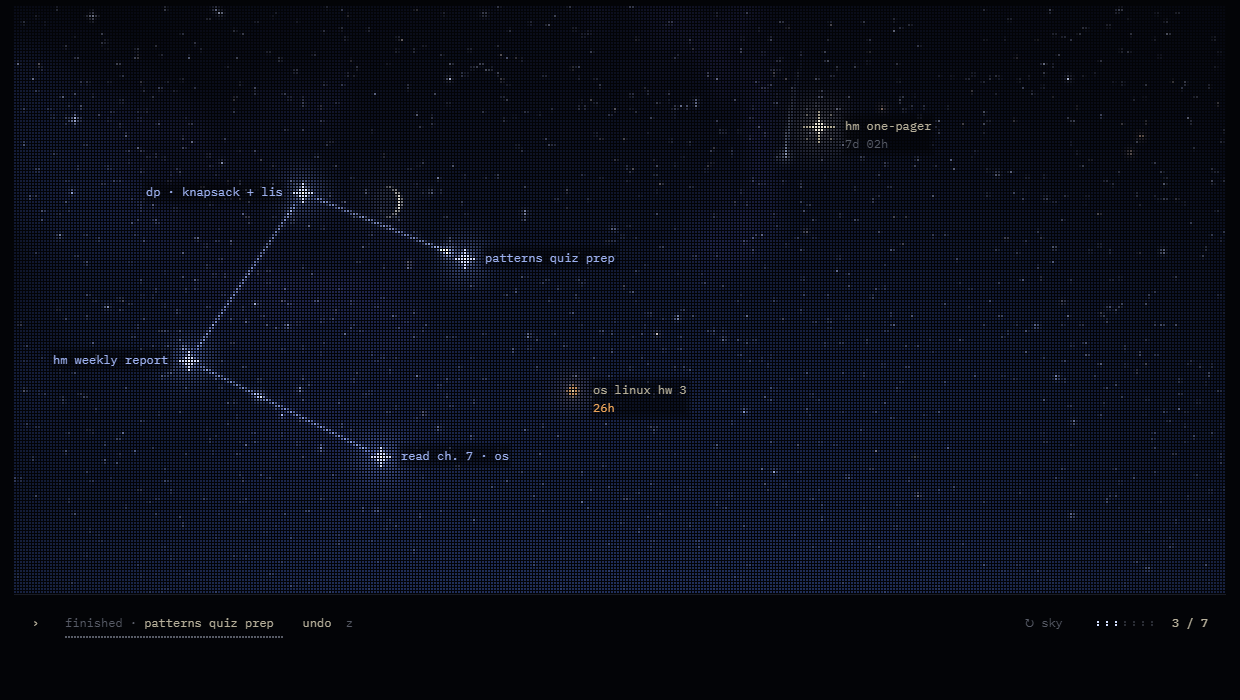 hm one-pager
7d 02h
dp · knapsack + lis
patterns quiz prep
hm weekly report
os linux hw 3
26h
read ch. 7 · os
› finished · patterns quiz prep undo z ↻ sky 3 / 7